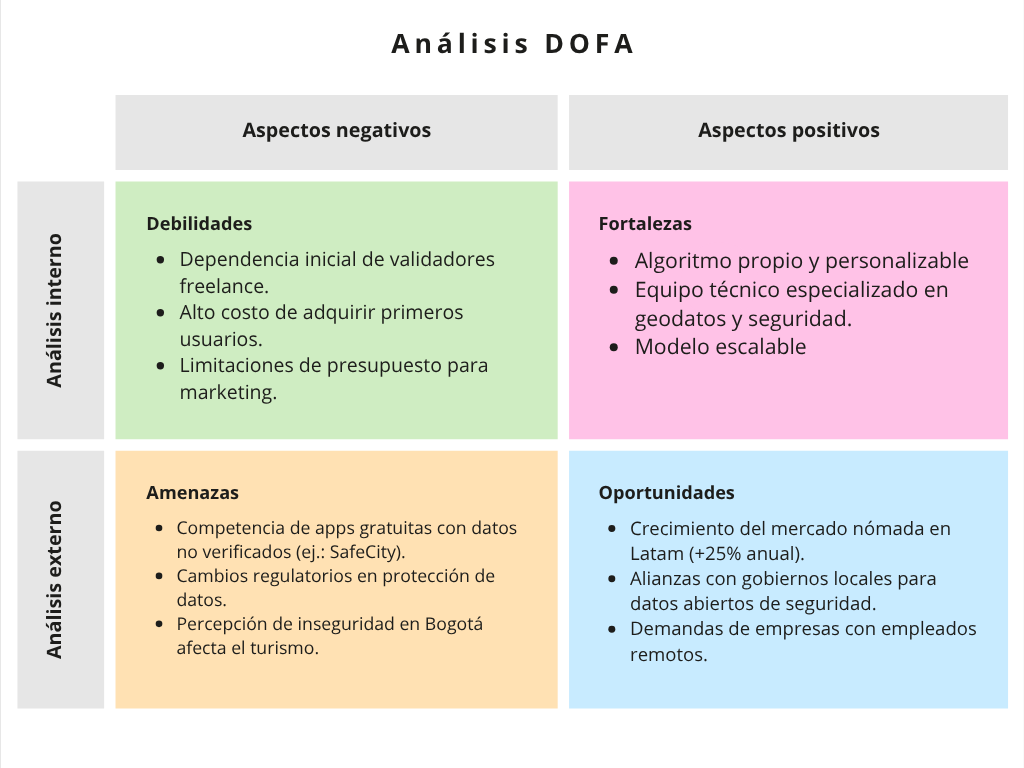 Análisis DOFA
Aspectos negativos
Aspectos positivos
Análisis interno
Debilidades
• Dependencia inicial de validadores
freelance.
• Alto costo de adquirir primeros
usuarios.
• Limitaciones de presupuesto para
marketing.
Fortalezas
• Algoritmo propio y personalizable
• Equipo técnico especializado en
geodatos y seguridad.
• Modelo escalable
Análisis externo
Amenazas
• Competencia de apps gratuitas con datos
no verificados (ej.: SafeCity).
• Cambios regulatorios en protección de
datos.
• Percepción de inseguridad en Bogotá
afecta el turismo.
Oportunidades
• Crecimiento del mercado nómada en
Latam (+25% anual).
• Alianzas con gobiernos locales para
datos abiertos de seguridad.
• Demandas de empresas con empleados
remotos.